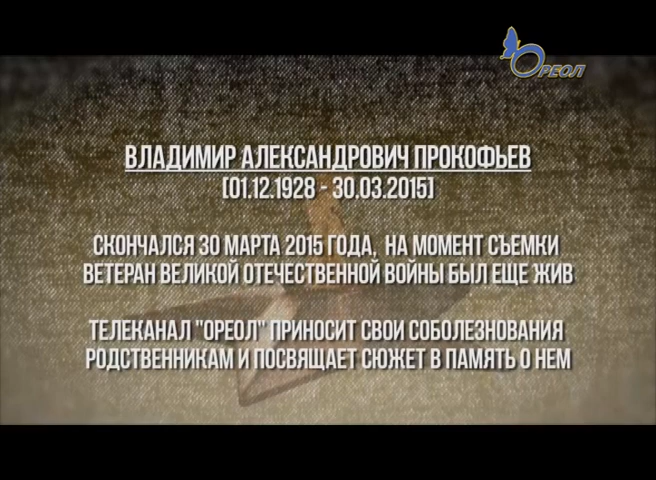 ОРЕОЛ
ВЛАДИМИР АЛЕКСАНДРОВИЧ ПРОКОФЬЕВ
[01.12.1928 - 30.03.2015]
СКОНЧАЛСЯ 30 МАРТА 2015 ГОДА, НА МОМЕНТ СЪЕМКИ
ВЕТЕРАН ВЕЛИКОЙ ОТЕЧЕСТВЕННОЙ ВОЙНЫ БЫЛ ЕЩЕ ЖИВ
ТЕЛЕКАНАЛ "ОРЕОЛ" ПРИНОСИТ СВОИ СОБОЛЕЗНОВАНИЯ
РОДСТВЕННИКАМ И ПОСВЯЩАЕТ СЮЖЕТ В ПАМЯТЬ О НЕМ